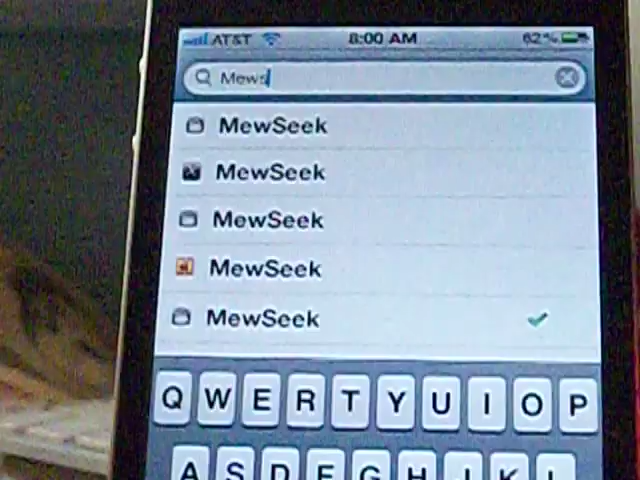 AT&T 8:00 AM 62%
Mews
MewSeek
MewSeek
MewSeek
MewSeek
MewSeek
Q W E R T Y U I O P
A S D F G H J K L